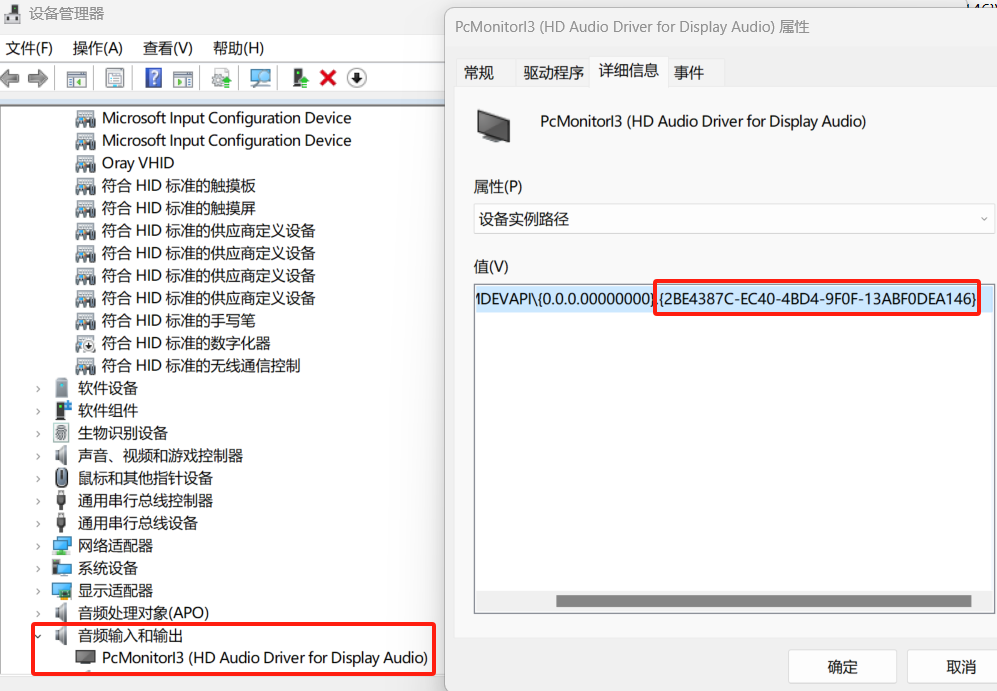 设备管理器
文件(F) 操作(A) 查看(V) 帮助(H)
Microsoft Input Configuration Device
Microsoft Input Configuration Device
Oray VHID
符合 HID 标准的触摸板
符合 HID 标准的触摸屏
符合 HID 标准的供应商定义设备
符合 HID 标准的供应商定义设备
符合 HID 标准的供应商定义设备
符合 HID 标准的供应商定义设备
符合 HID 标准的手写笔
符合 HID 标准的数字化器
符合 HID 标准的无线通信控制
软件设备
软件组件
生物识别设备
声音、视频和游戏控制器
鼠标和其他指针设备
通用串行总线控制器
通用串行总线设备
网络适配器
系统设备
显示适配器
音频处理对象(APO)
音频输入和输出
PcMonitorI3 (HD Audio Driver for Display Audio)
PcMonitorI3 (HD Audio Driver for Display Audio) 属性
常规 驱动程序 详细信息 事件
PcMonitorI3 (HD Audio Driver for Display Audio)
属性(P)
设备实例路径
值(V)
MDEVAPI\{0.0.0.00000000}.{2BE4387C-EC40-4BD4-9F0F-13ABF0DEA146}
确定 取消